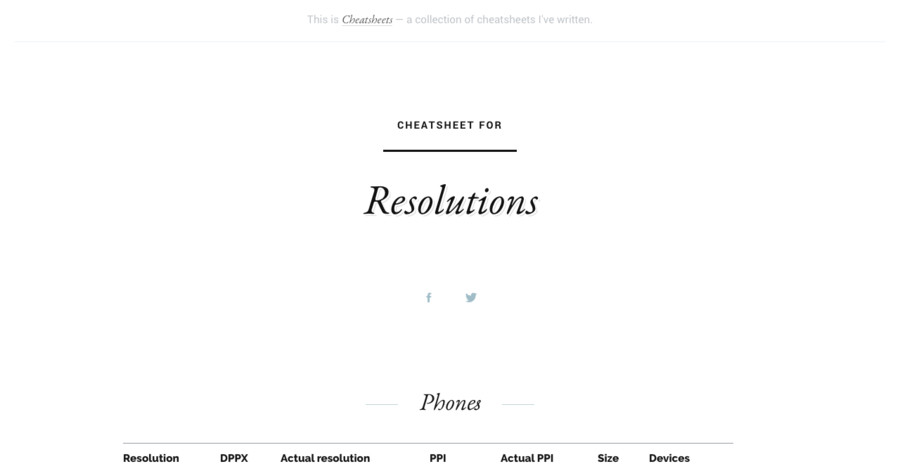 This is Cheatsheets — a collection of cheatsheets I've written.
CHEATSHEET FOR
Resolutions
Phones
Resolution DPPX Actual resolution PPI Actual PPI Size Devices